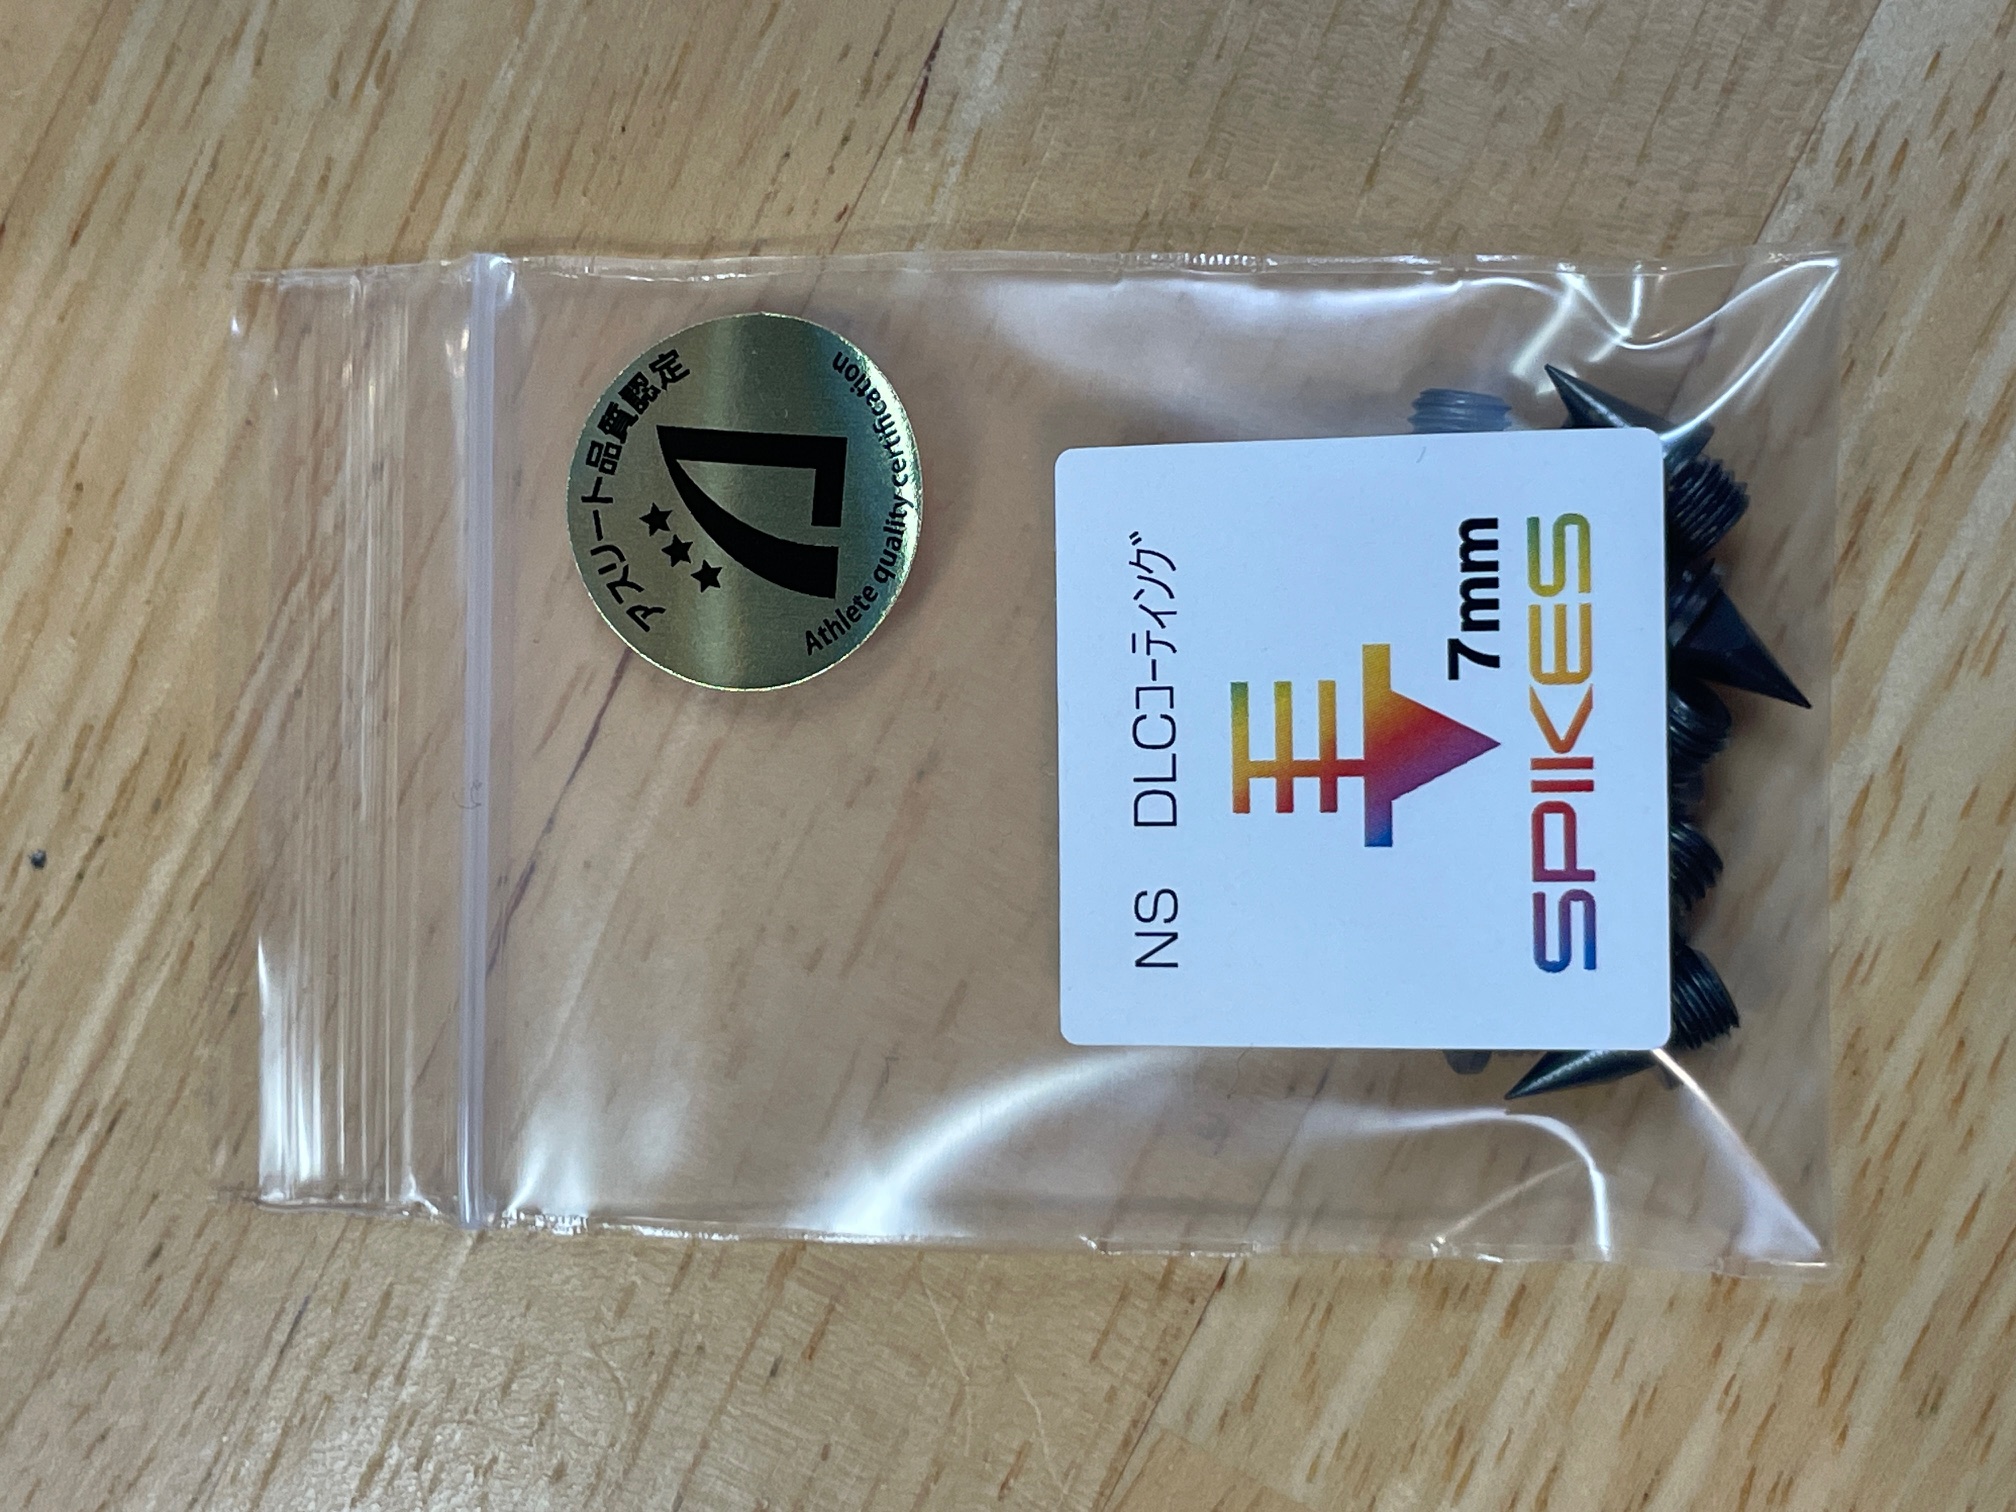 アスリート品質認定
Athlete quality certification
NS DLCコーティング
7mm
SPIKES